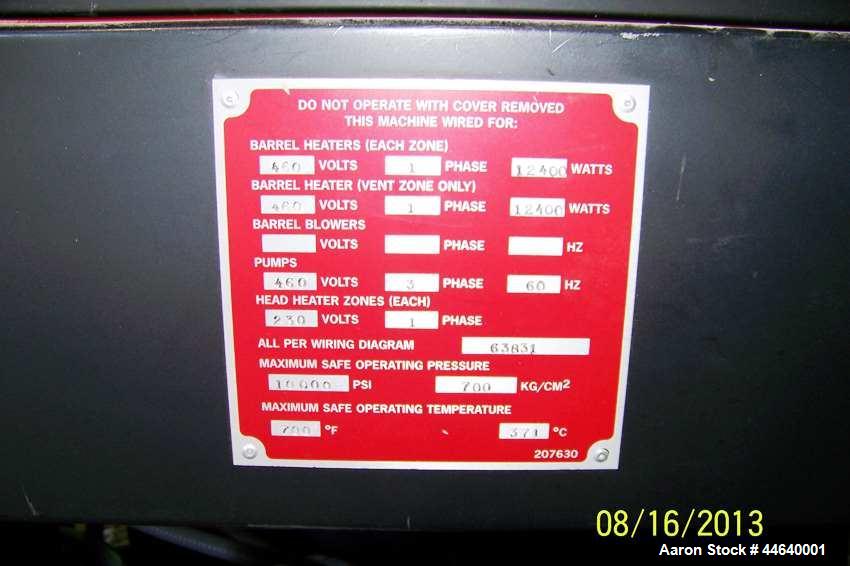 DO NOT OPERATE WITH COVER REMOVED
THIS MACHINE WIRED FOR:
BARREL HEATERS (EACH ZONE)
460 VOLTS 1 PHASE 12400 WATTS
BARREL HEATER (VENT ZONE ONLY)
460 VOLTS 1 PHASE 12400 WATTS
BARREL BLOWERS
VOLTS PHASE HZ
PUMPS
460 VOLTS 3 PHASE 60 HZ
HEAD HEATER ZONES (EACH)
230 VOLTS 1 PHASE
ALL PER WIRING DIAGRAM 63831
MAXIMUM SAFE OPERATING PRESSURE
10000 PSI 700 KG/CM2
MAXIMUM SAFE OPERATING TEMPERATURE
700 °F 371 °C
207630
08/16/2013
Aaron Stock # 44640001